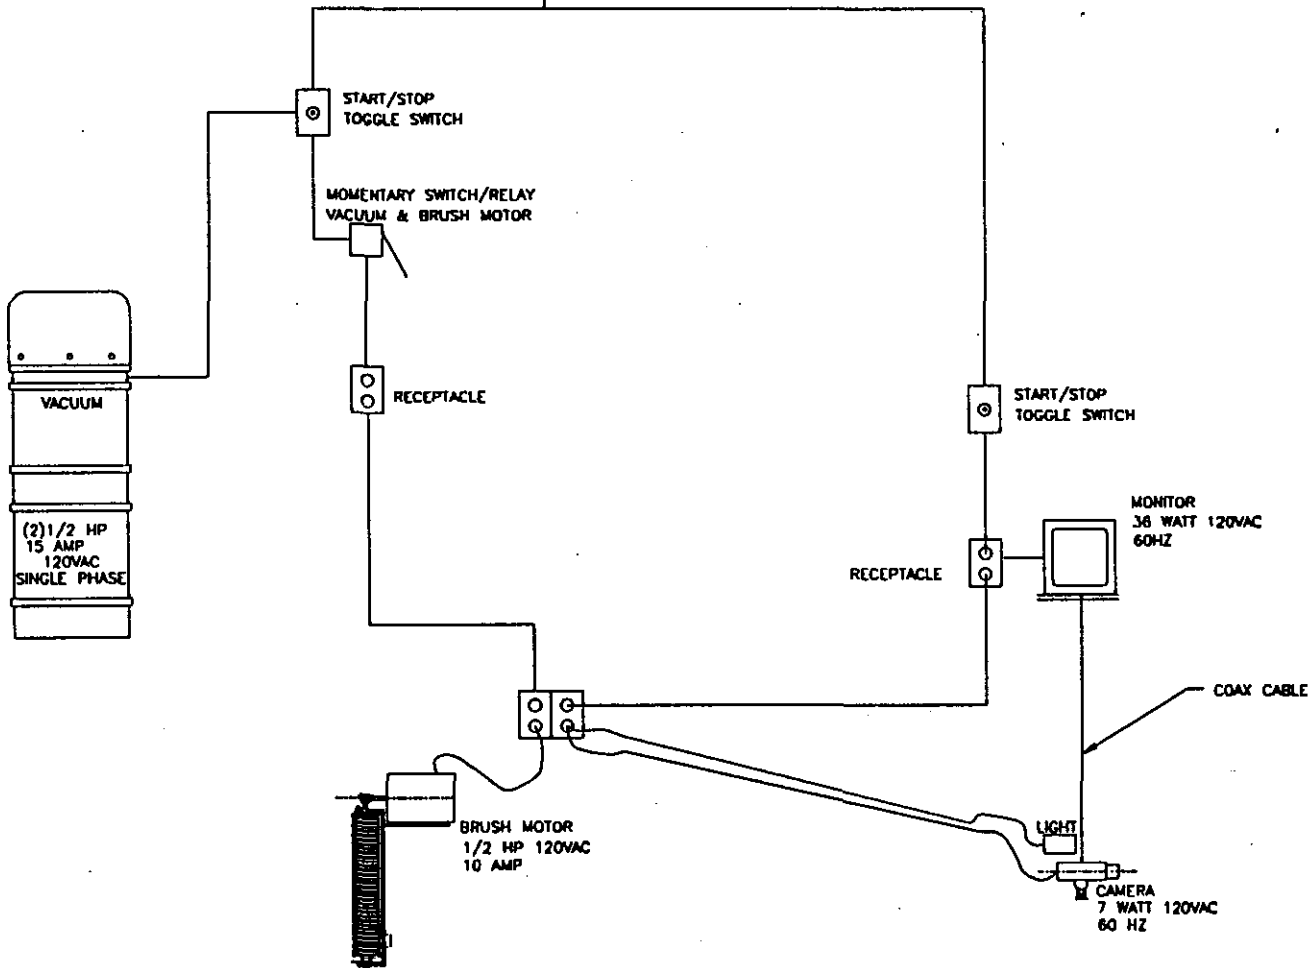 START/STOP
TOGGLE SWITCH
MOMENTARY SWITCH/RELAY
VACUUM & BRUSH MOTOR
RECEPTACLE
VACUUM
(2)1/2 HP
15 AMP
120VAC
SINGLE PHASE
START/STOP
TOGGLE SWITCH
MONITOR
36 WATT 120VAC
60HZ
RECEPTACLE
COAX CABLE
BRUSH MOTOR
1/2 HP 120VAC
10 AMP
LIGHT
CAMERA
7 WATT 120VAC
60 HZ